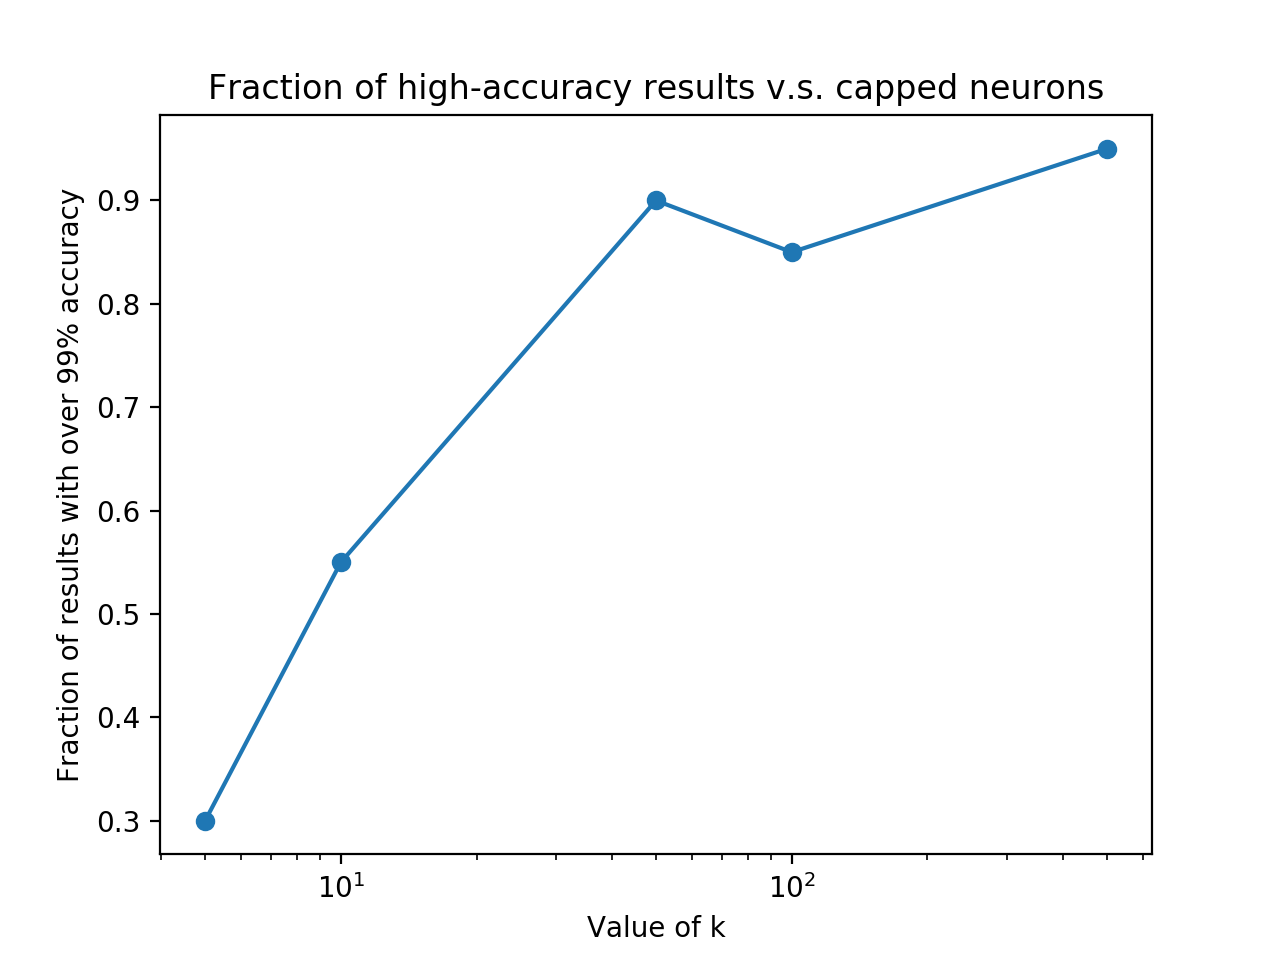 Fraction of high-accuracy results v.s. capped neurons
Fraction of results with over 99% accuracy
0.9
0.8
0.7
0.6
0.5
0.4
0.3
10¹ 10²
Value of k